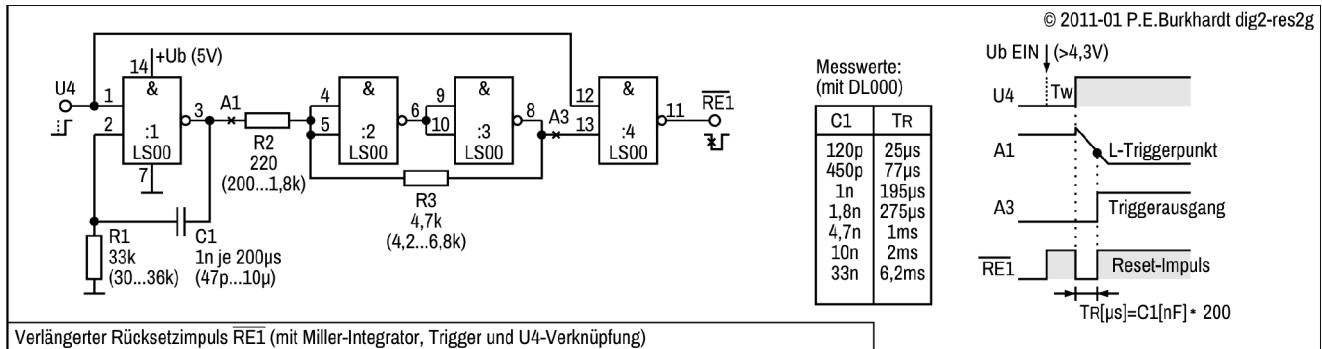 © 2011-01 P.E.Burkhardt dig2-res2g
U4
1
2
14
+Ub (5V)
&
:1
LS00
7
3
A1
R2
220
(200...1,8k)
4
5
&
:2
LS00
6
9
10
&
:3
LS00
8
A3
R3
4,7k
(4,2...6,8k)
12
13
&
:4
LS00
11
RE1
R1
33k
(30...36k)
C1
1n je 200µs
(47p...10µ)
Messwerte:
(mit DL000)
C1 TR
120p 25µs
450p 77µs
1n 195µs
1,8n 275µs
4,7n 1ms
10n 2ms
33n 6,2ms
Ub EIN (>4,3V)
U4
Tw
A1
L-Triggerpunkt
A3
Triggerausgang
RE1
Reset-Impuls
TR[µs]=C1[nF]* 200
Verlängerter Rücksetzimpuls RE1 (mit Miller-Integrator, Trigger und U4-Verknüpfung)